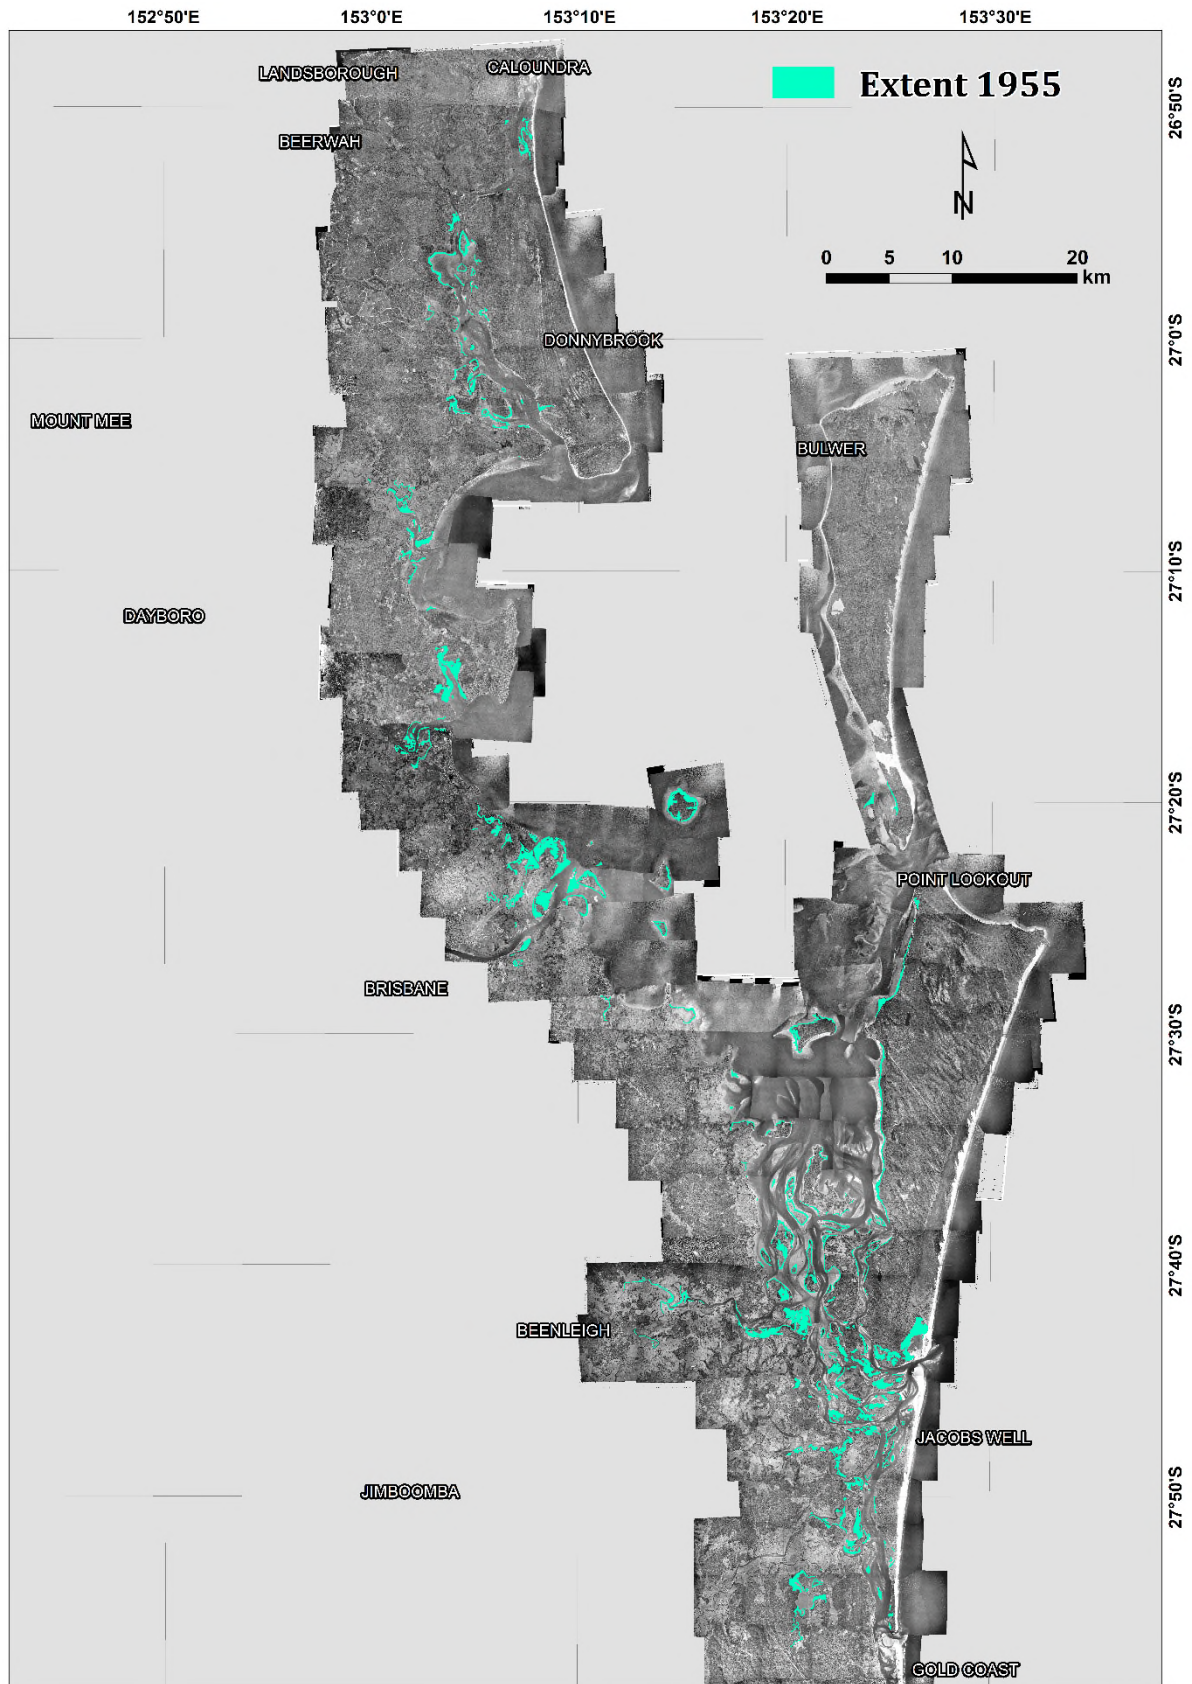 152°50'E 153°0'E 153°10'E 153°20'E 153°30'E
LANDSBOROUGH
CALOUNDRA
Extent 1955
26°50'S
BEERWAH
N
0 5 10 20
km
27°0'S
DONNYBROOK
MOUNT MEE
BULWER
27°10'S
DAYBORO
27°20'S
POINT LOOKOUT
BRISBANE
27°30'S
27°40'S
BEENLEIGH
JACOBS WELL
27°50'S
JIMBOOMBA
GOLD COAST